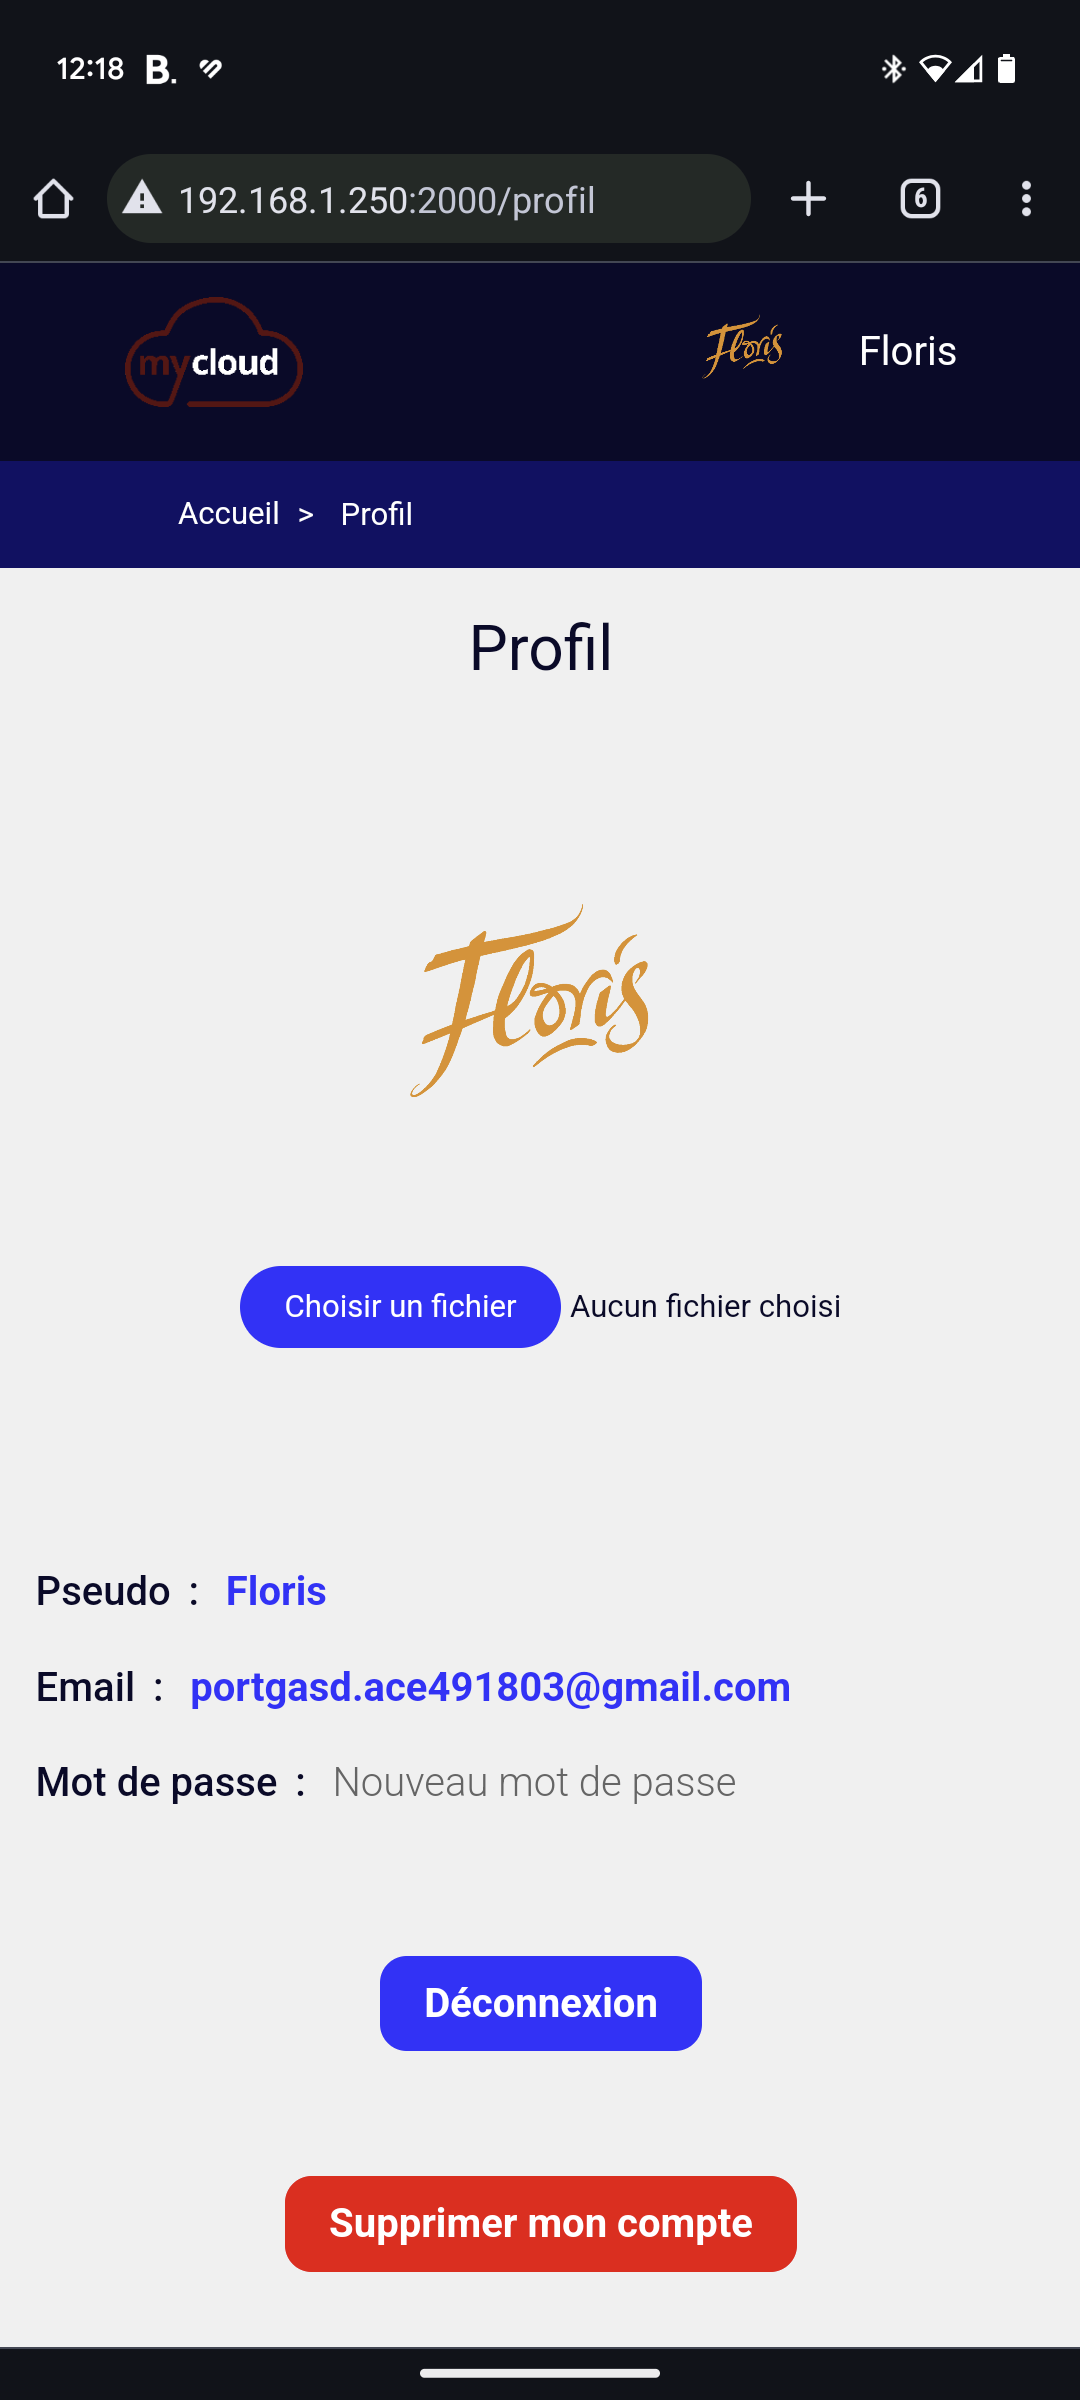 12:18 B.
192.168.1.250:2000/profil
6
mycloud
Floris
Floris
Accueil > Profil
Profil
Floris
Choisir un fichier Aucun fichier choisi
Pseudo : Floris
Email : portgasd.ace491803@gmail.com
Mot de passe : Nouveau mot de passe
Déconnexion
Supprimer mon compte